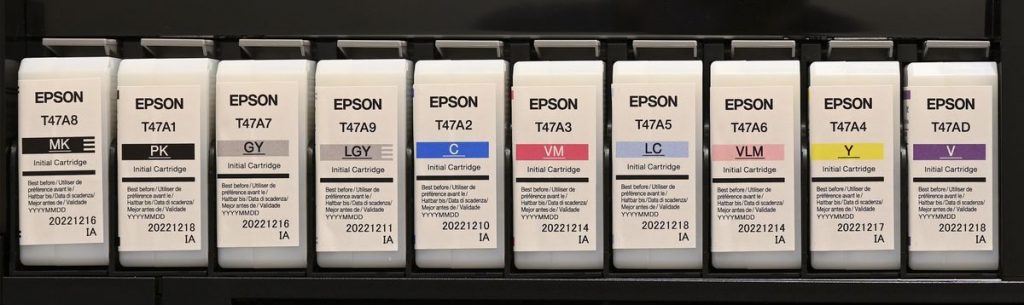 EPSON
T47A8
MK
Initial Cartridge
Best before / Utiliser de
préférence avant le /
Haltbar bis / Data di scadenza/
Mejor antes de / Validade
YYYYMMDD
20221216
IA
EPSON
T47A1
PK
Initial Cartridge
Best before / Utiliser de
préférence avant le /
Haltbar bis / Data di scadenza/
Mejor antes de / Validade
YYYYMMDD
20221218
IA
EPSON
T47A7
GY
Initial Cartridge
Best before / Utiliser de
préférence avant le /
Haltbar bis / Data di scadenza/
Mejor antes de / Validade
YYYYMMDD
20221216
IA
EPSON
T47A9
LGY
Initial Cartridge
Best before / Utiliser de
préférence avant le /
Haltbar bis / Data di scadenza/
Mejor antes de / Validade
YYYYMMDD
20221211
IA
EPSON
T47A2
C
Initial Cartridge
Best before / Utiliser de
préférence avant le /
Haltbar bis / Data di scadenza/
Mejor antes de / Validade
YYYYMMDD
20221210
IA
EPSON
T47A3
VM
Initial Cartridge
Best before / Utiliser de
préférence avant le /
Haltbar bis / Data di scadenza/
Mejor antes de / Validade
YYYYMMDD
20221214
IA
EPSON
T47A5
LC
Initial Cartridge
Best before / Utiliser de
préférence avant le /
Haltbar bis / Data di scadenza/
Mejor antes de / Validade
YYYYMMDD
20221218
IA
EPSON
T47A6
VLM
Initial Cartridge
Best before / Utiliser de
préférence avant le /
Haltbar bis / Data di scadenza/
Mejor antes de / Validade
YYYYMMDD
20221214
IA
EPSON
T47A4
Y
Initial Cartridge
Best before / Utiliser de
préférence avant le /
Haltbar bis / Data di scadenza/
Mejor antes de / Validade
YYYYMMDD
20221217
IA
EPSON
T47AD
V
Initial Cartridge
Best before / Utiliser de
préférence avant le /
Haltbar bis / Data di scadenza/
Mejor antes de / Validade
YYYYMMDD
20221218
IA